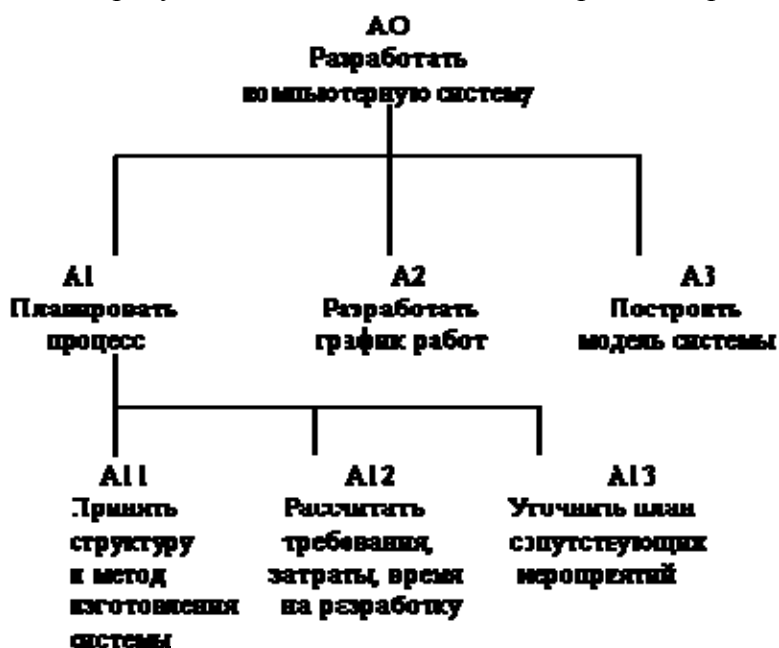 А0
Разработать
компьютерную систему
А1
Планировать
процесс
А2
Разработать
график работ
А3
Построить
модель системы
А11
Принять
структуру
и метод
изготовления
системы
А12
Рассчитать
требования,
затраты, время
на разработку
А13
Уточнить план
сопутствующих
мероприятий